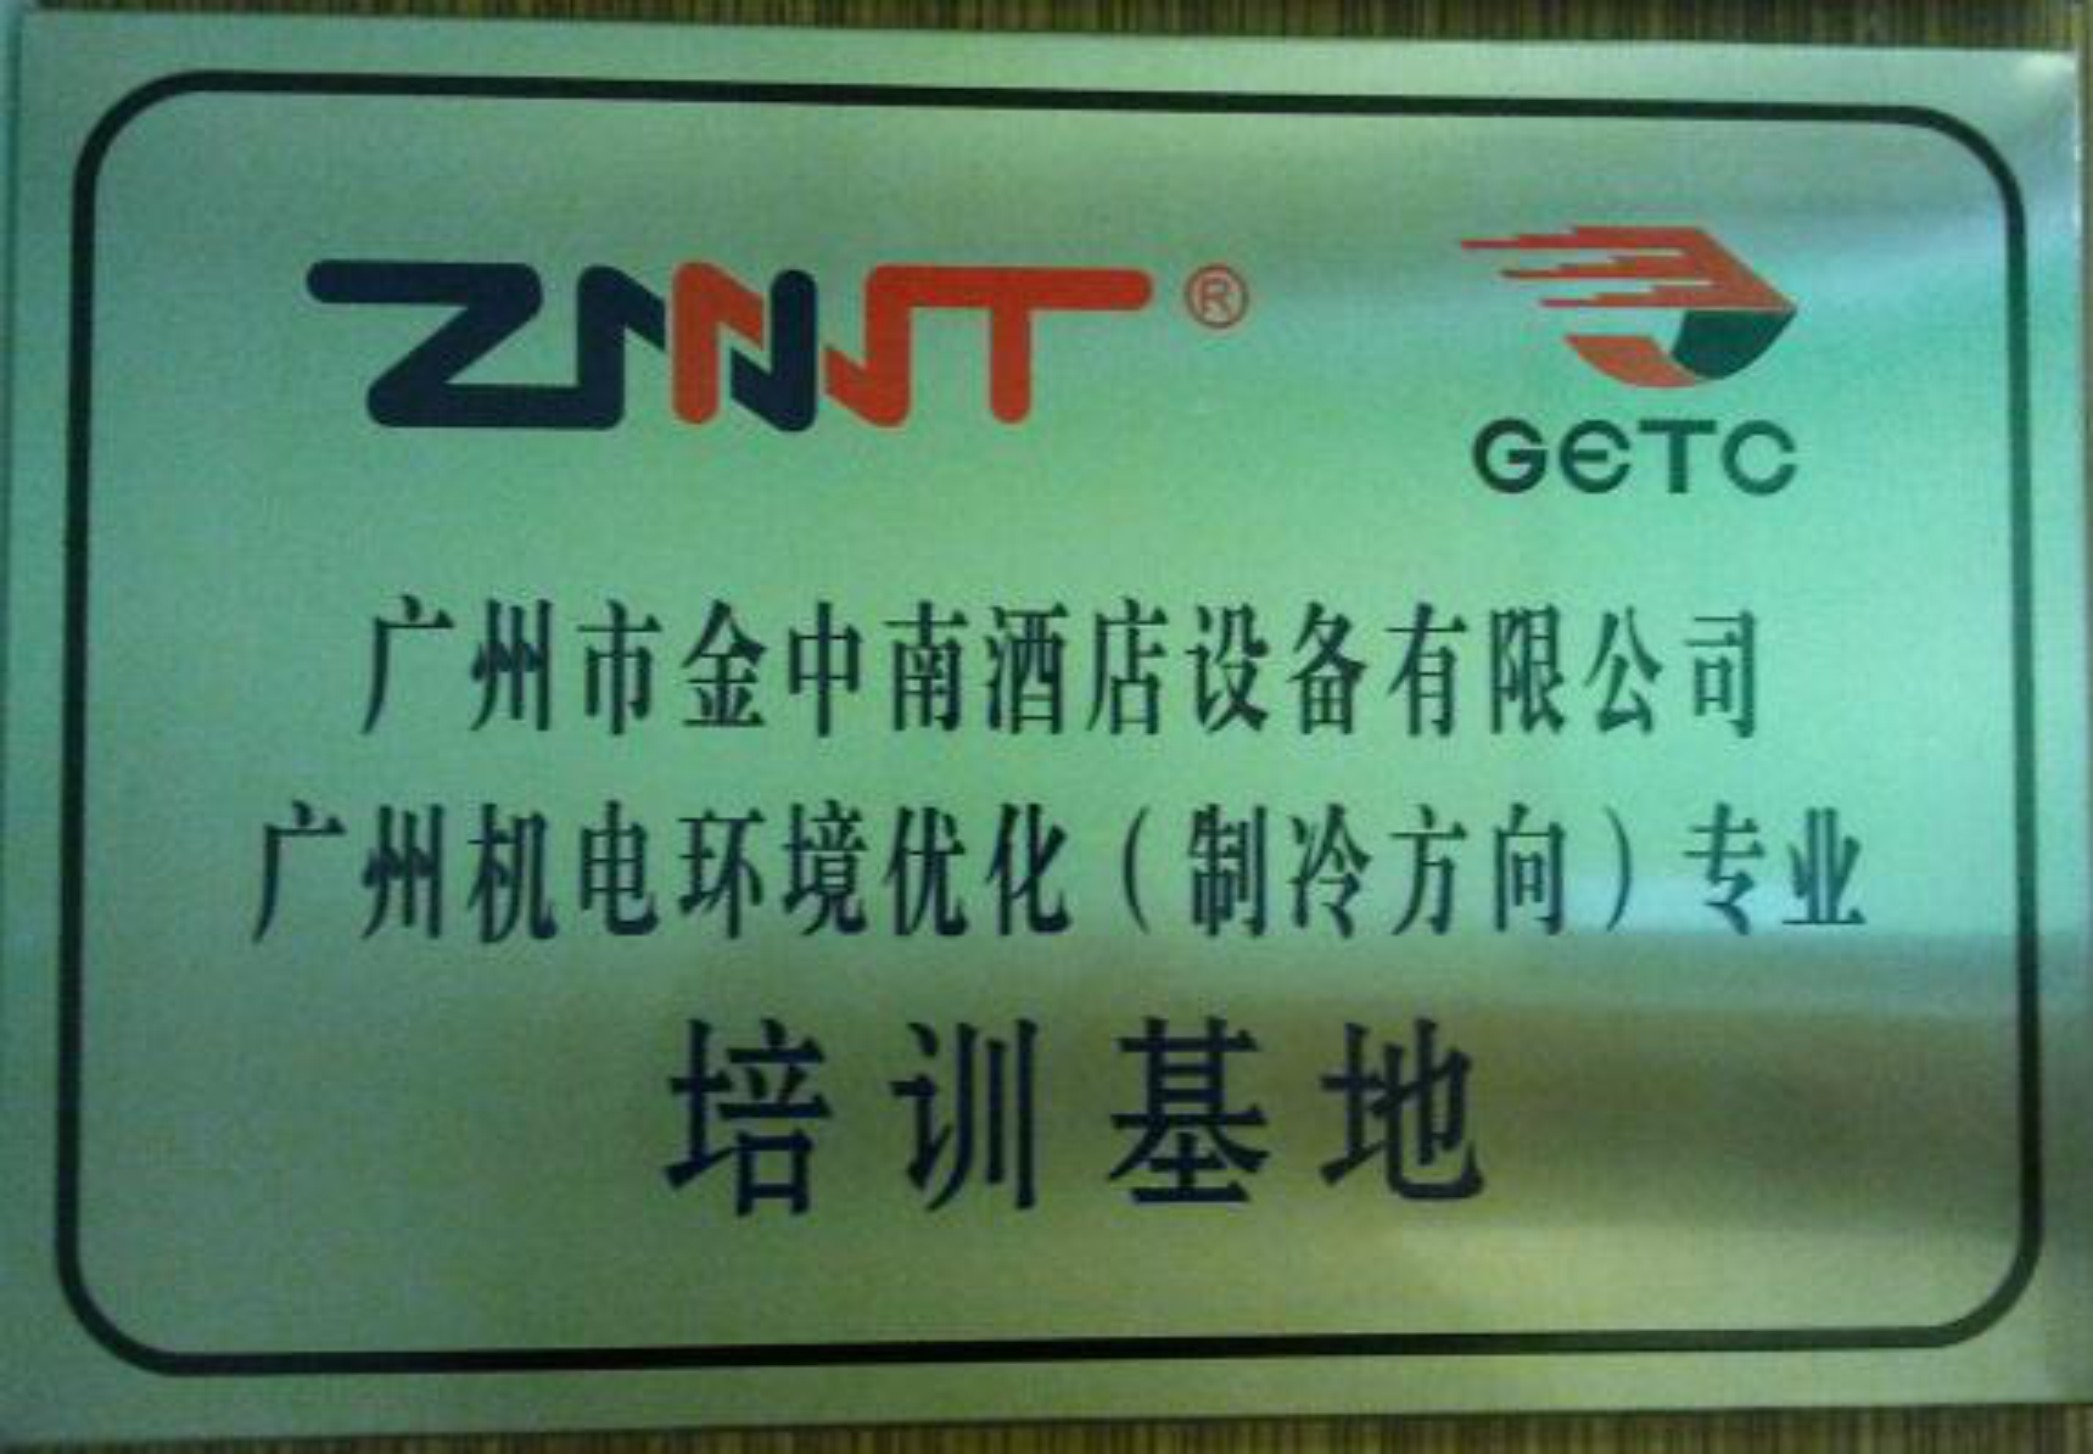 ZNNJT® GETC
广州市金中南酒店设备有限公司
广州机电环境优化（制冷方向）专业
培训基地